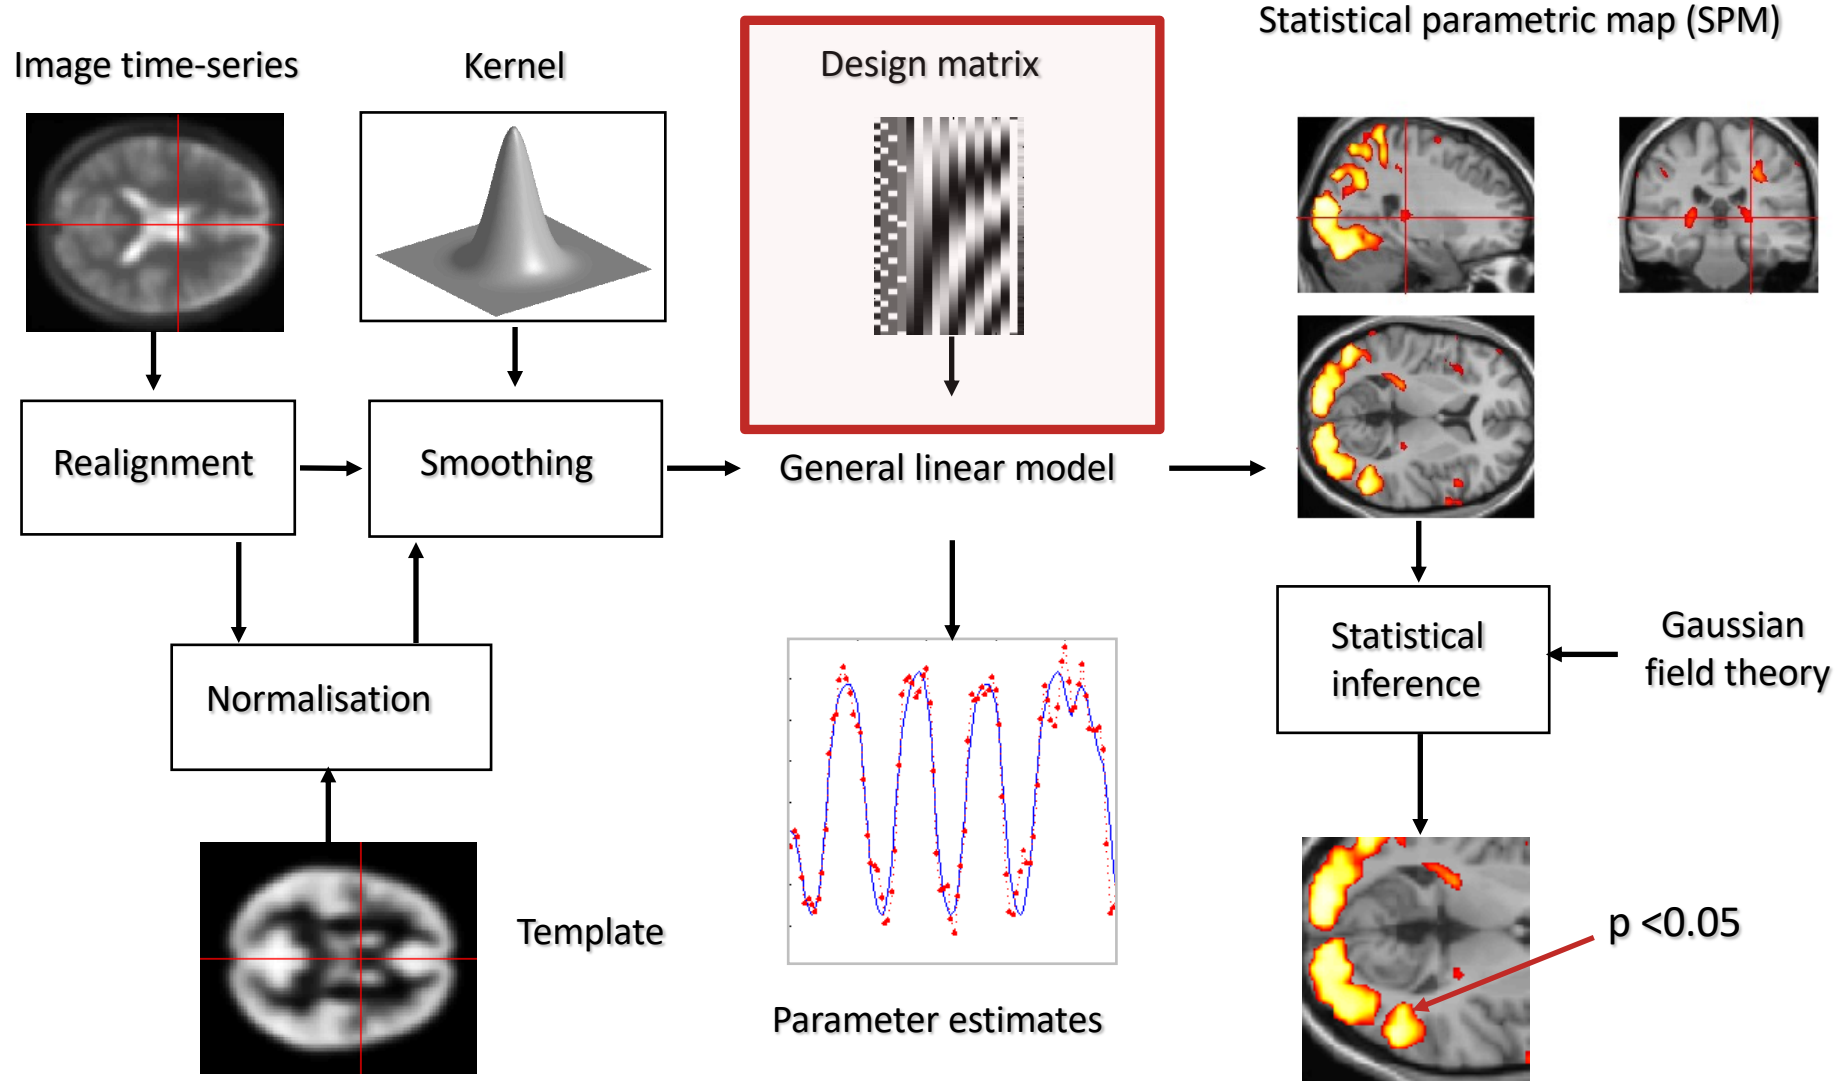 Image time-series
Kernel
Design matrix
Statistical parametric map (SPM)
Realignment
Smoothing
General linear model
Normalisation
Statistical
inference
Gaussian
field theory
Template
p <0.05
Parameter estimates